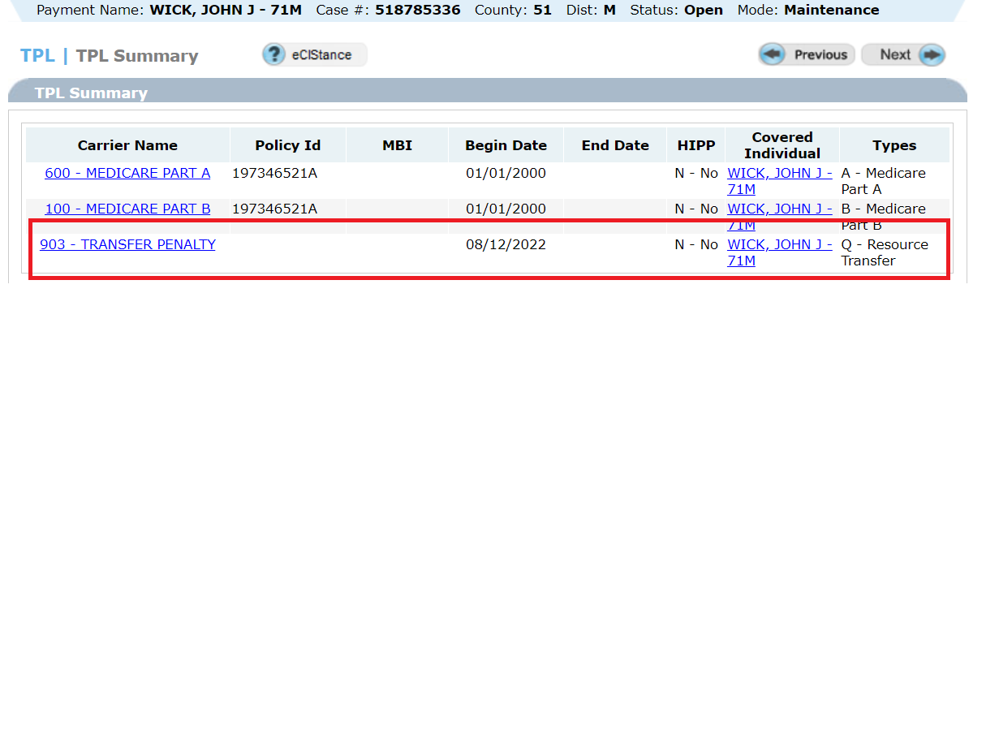 Payment Name: WICK, JOHN J - 71M Case #: 518785336 County: 51 Dist: M Status: Open Mode: Maintenance
TPL | TPL Summary ? eCIStance Previous Next
TPL Summary
Carrier Name Policy Id MBI Begin Date End Date HIPP Covered Individual Types
600 - MEDICARE PART A 197346521A 01/01/2000 N - No WICK, JOHN J - A - Medicare
71M Part A
100 - MEDICARE PART B 197346521A 01/01/2000 N - No WICK, JOHN J - B - Medicare
71M Part B
903 - TRANSFER PENALTY 08/12/2022 N - No WICK, JOHN J - Q - Resource
71M Transfer